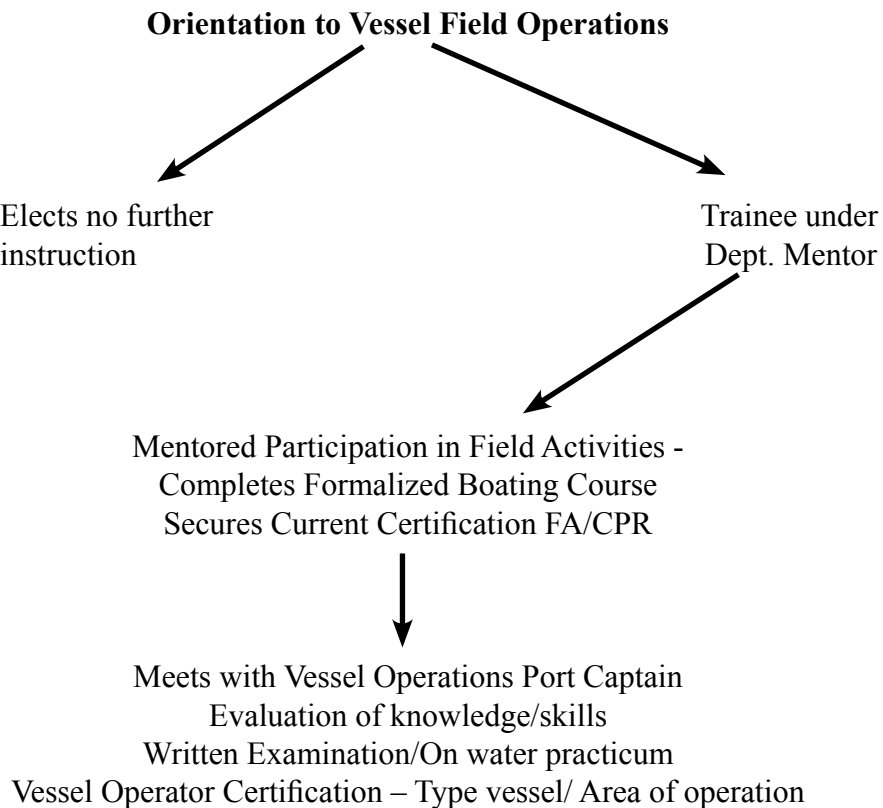 Orientation to Vessel Field Operations
Elects no further
instruction
Trainee under
Dept. Mentor
Mentored Participation in Field Activities -
Completes Formalized Boating Course
Secures Current Certification FA/CPR
Meets with Vessel Operations Port Captain
Evaluation of knowledge/skills
Written Examination/On water practicum
Vessel Operator Certification – Type vessel/ Area of operation